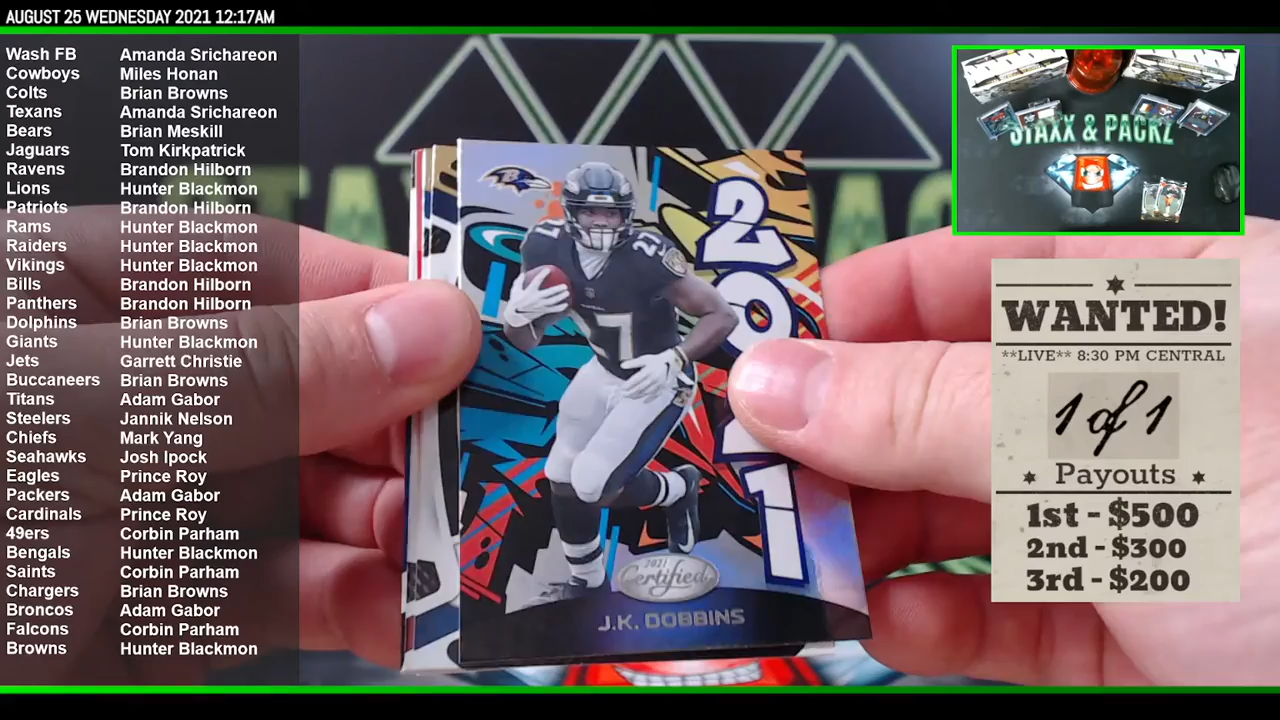 AUGUST 25 WEDNESDAY 2021 12:17AM
Wash FB Amanda Srichareon
Cowboys Miles Honan
Colts Brian Browns
Texans Amanda Srichareon
Bears Brian Meskill
Jaguars Tom Kirkpatrick
Ravens Brandon Hilborn
Lions Hunter Blackmon
Patriots Brandon Hilborn
Rams Hunter Blackmon
Raiders Hunter Blackmon
Vikings Hunter Blackmon
Bills Brandon Hilborn
Panthers Brandon Hilborn
Dolphins Brian Browns
Giants Hunter Blackmon
Jets Garrett Christie
Buccaneers Brian Browns
Titans Adam Gabor
Steelers Jannik Nelson
Chiefs Mark Yang
Seahawks Josh Ipock
Eagles Prince Roy
Packers Adam Gabor
Cardinals Prince Roy
49ers Corbin Parham
Bengals Hunter Blackmon
Saints Corbin Parham
Chargers Brian Browns
Broncos Adam Gabor
Falcons Corbin Parham
Browns Hunter Blackmon
2021
27
27
2021
Certified
J.K. DOBBINS
STAXX & PACKZ
WANTED!
**LIVE** 8:30 PM CENTRAL
1 of 1
Payouts
1st - $500
2nd - $300
3rd - $200